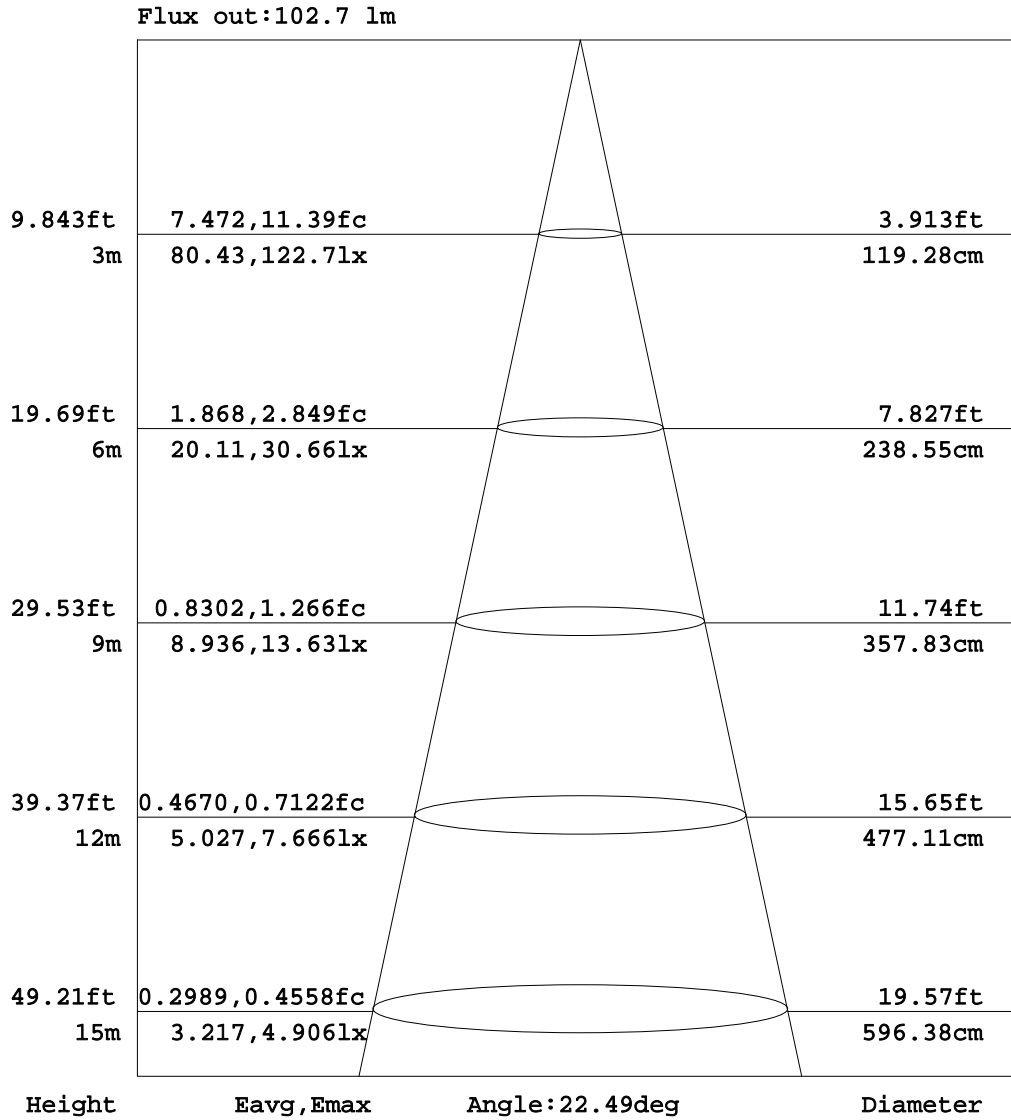 Flux out:102.7 lm
9.843ft 7.472,11.39fc 3.913ft
3m 80.43,122.7lx 119.28cm
19.69ft 1.868,2.849fc 7.827ft
6m 20.11,30.66lx 238.55cm
29.53ft 0.8302,1.266fc 11.74ft
9m 8.936,13.63lx 357.83cm
39.37ft 0.4670,0.7122fc 15.65ft
12m 5.027,7.666lx 477.11cm
49.21ft 0.2989,0.4558fc 19.57ft
15m 3.217,4.906lx 596.38cm
Height Eavg,Emax Angle:22.49deg Diameter